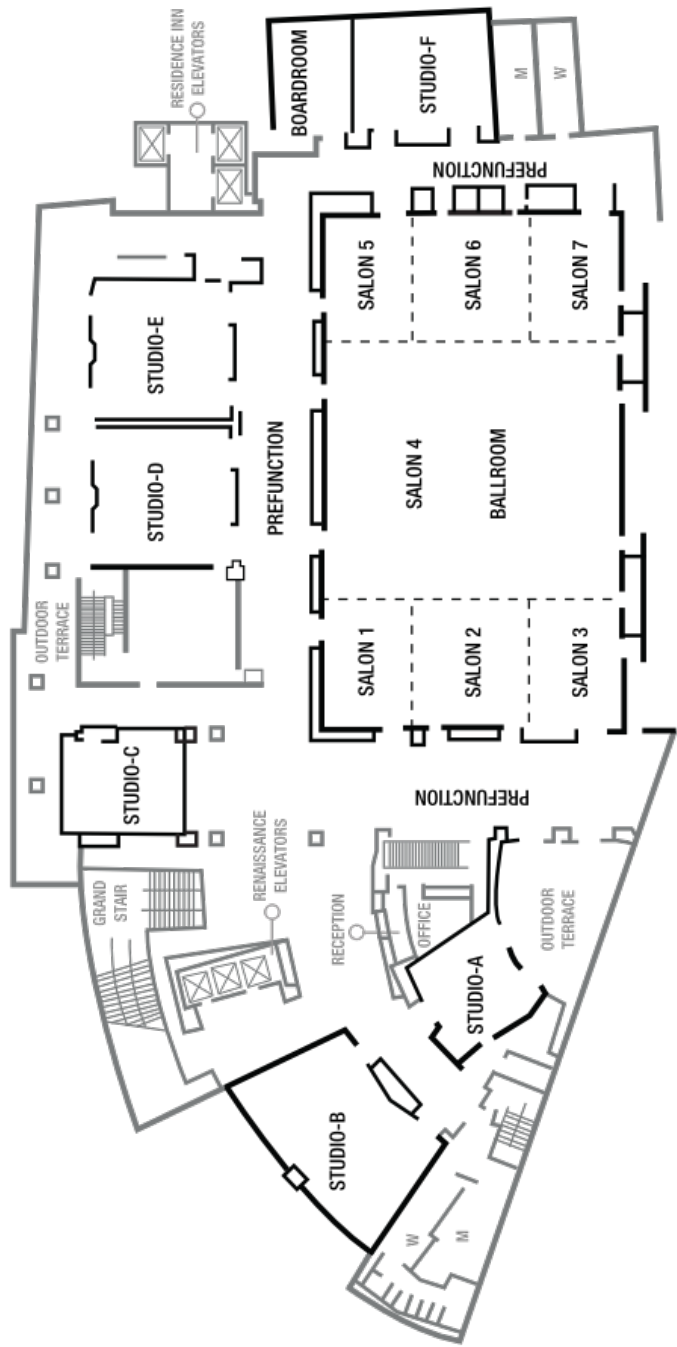 RESIDENCE INN
ELEVATORS
BOARDROOM
STUDIO-F
M
W
PREFUNCTION
STUDIO-E
SALON 5
SALON 6
SALON 7
STUDIO-D
PREFUNCTION
SALON 4
BALLROOM
OUTDOOR
TERRACE
SALON 1
SALON 2
SALON 3
STUDIO-C
PREFUNCTION
GRAND
STAIR
RENAISSANCE
ELEVATORS
RECEPTION
OFFICE
OUTDOOR
TERRACE
STUDIO-A
STUDIO-B
W
M